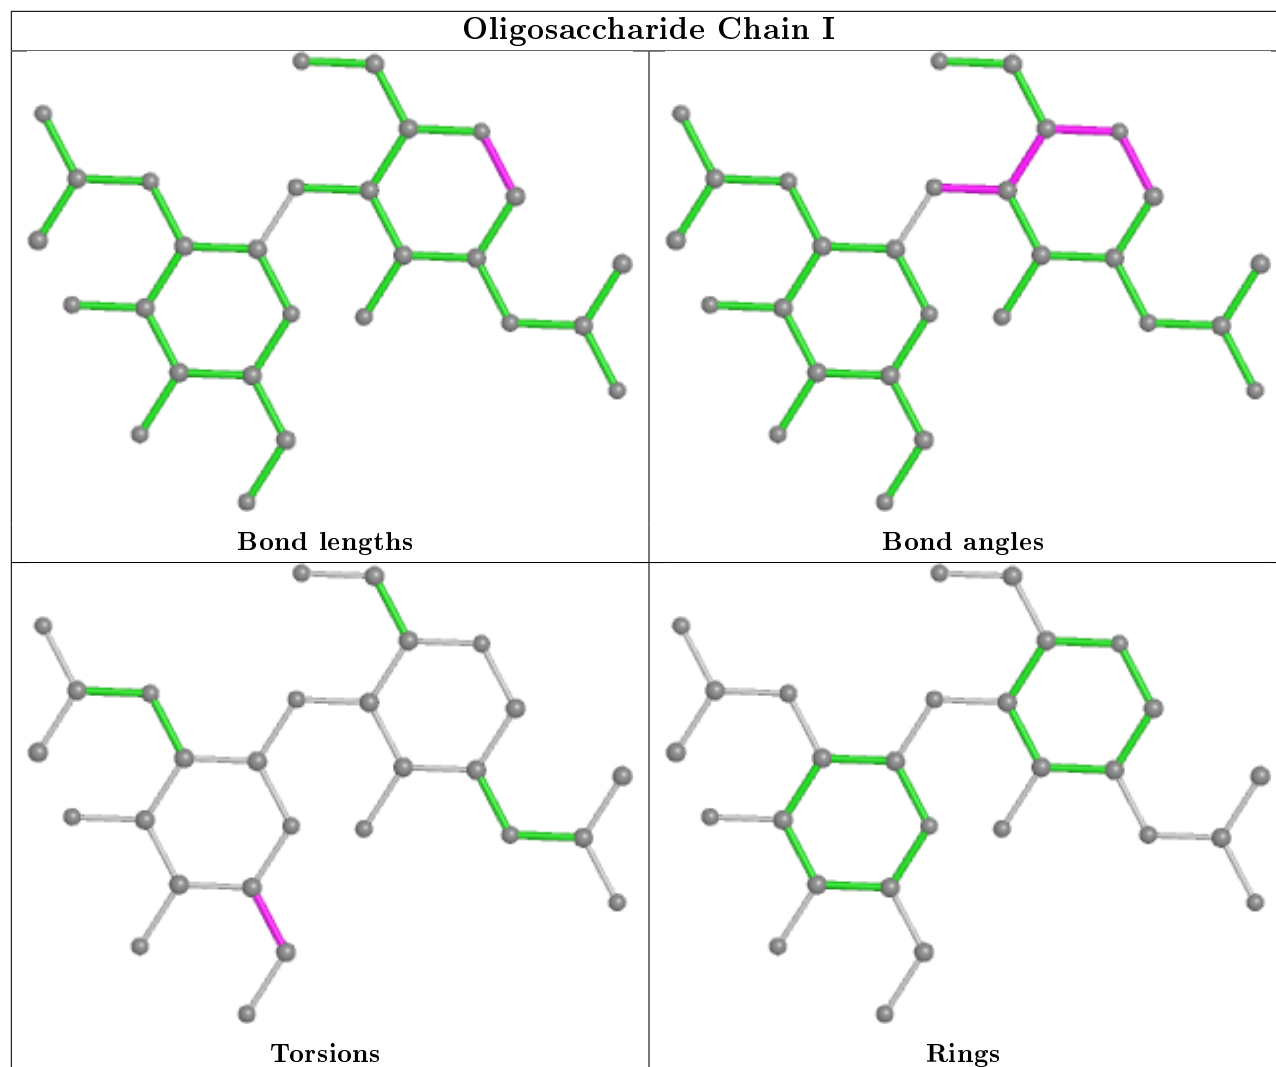 Oligosaccharide Chain I
Bond lengths
Bond angles
Torsions
Rings